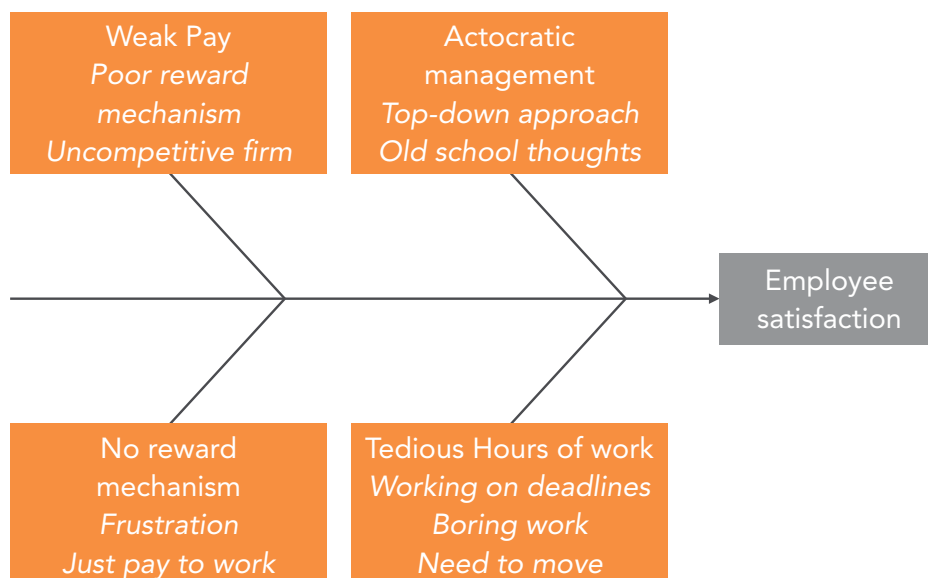 Weak Pay
Poor reward
mechanism
Uncompetitive firm
Actocratic
management
Top-down approach
Old school thoughts
Employee
satisfaction
No reward
mechanism
Frustration
Just pay to work
Tedious Hours of work
Working on deadlines
Boring work
Need to move